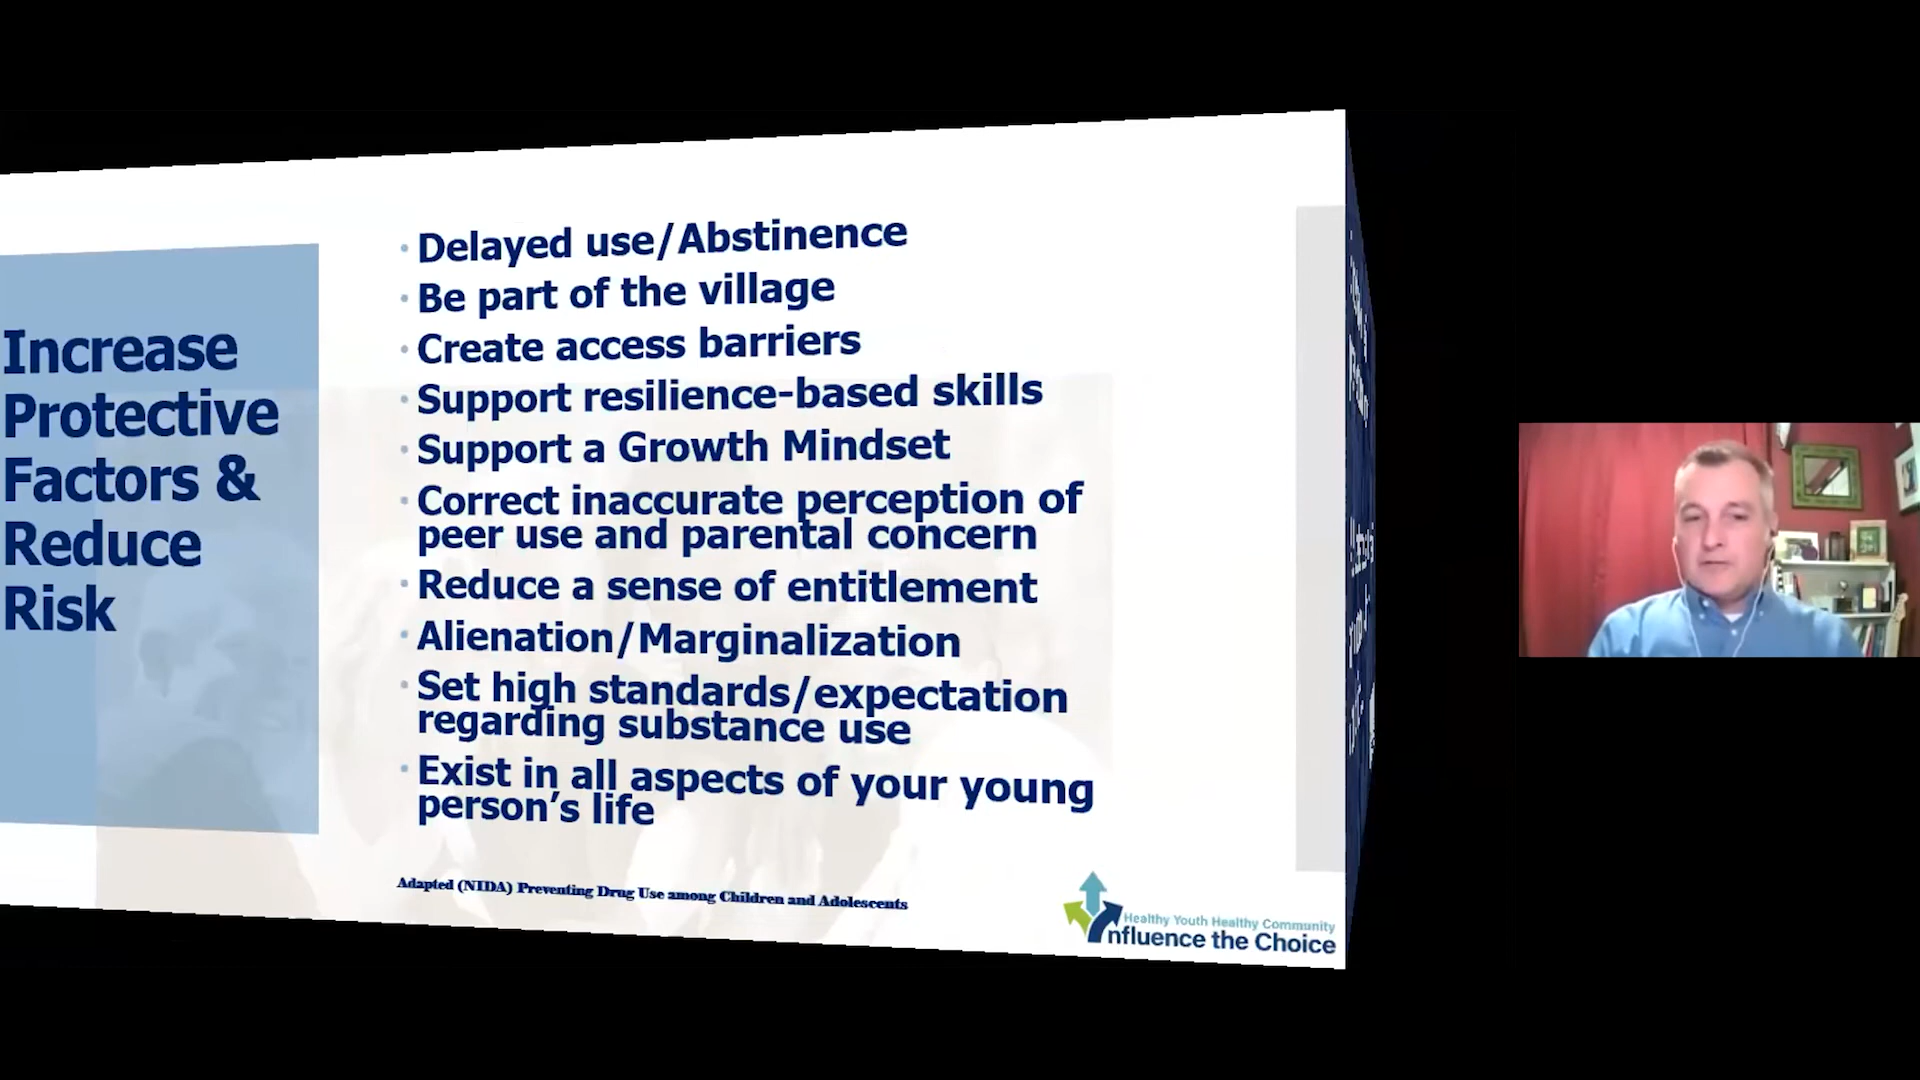 Increase
Protective
Factors &
Reduce
Risk
Delayed use/Abstinence
Be part of the village
Create access barriers
Support resilience-based skills
Support a Growth Mindset
Correct inaccurate perception of
peer use and parental concern
Reduce a sense of entitlement
Alienation/Marginalization
Set high standards/expectation
regarding substance use
Exist in all aspects of your young
person’s life
Adapted (NIDA) Preventing Drug Use among Children and Adolescents
Healthy Youth Healthy Community
nfluence the Choice